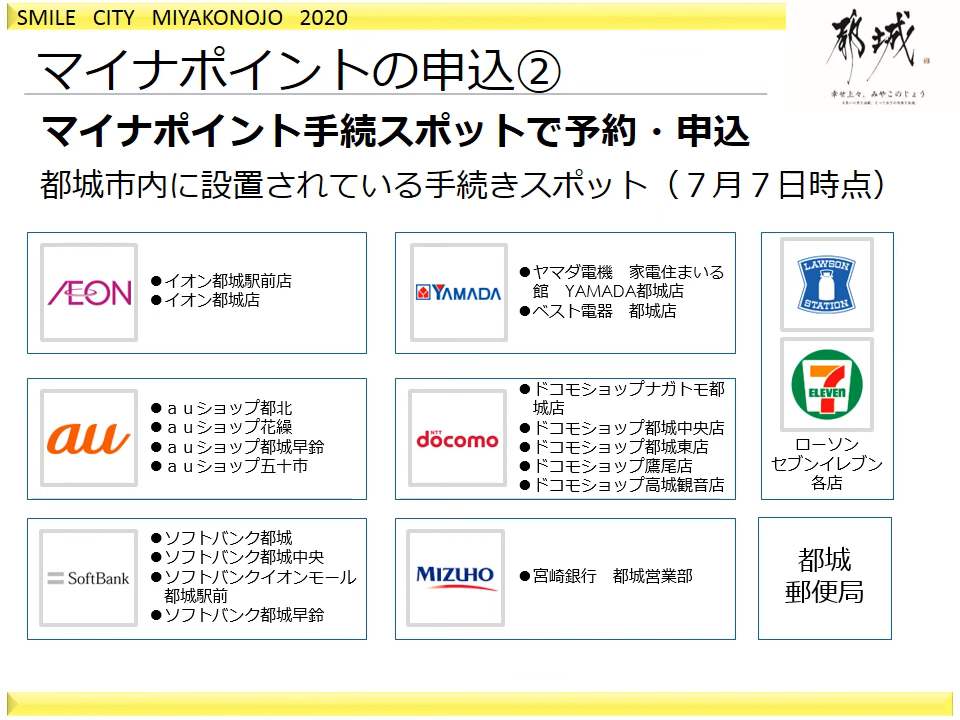 SMILE CITY MIYAKONOJO 2020
都城
幸せ上々、みやこのじょう
マイナポイントの申込②
マイナポイント手続スポットで予約・申込
都城市内に設置されている手続きスポット（７月７日時点）
ÆON
●イオン都城駅前店
●イオン都城店
YAMADA
●ヤマダ電機　家電住まいる
館　YAMADA都城店
●ベスト電器　都城店
LAWSON
STATION
7
ELEVEN
ローソン
セブンイレブン
各店
au
●ａｕショップ都北
●ａｕショップ花繰
●ａｕショップ都城早鈴
●ａｕショップ五十市
NTT
docomo
●ドコモショップナガトモ都
城店
●ドコモショップ都城中央店
●ドコモショップ都城東店
●ドコモショップ鷹尾店
●ドコモショップ高城観音店
SoftBank
●ソフトバンク都城
●ソフトバンク都城中央
●ソフトバンクイオンモール
都城駅前
●ソフトバンク都城早鈴
MIZUHO
●宮崎銀行　都城営業部
都城
郵便局